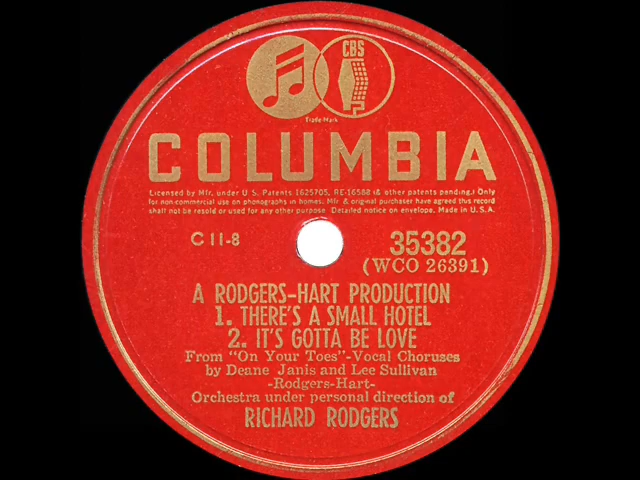 CBS
Trade Mark
COLUMBIA
Licensed by Mfr. under U.S. Patents 1625705, RE-16588 (& other patents pending.) Only
for non-commercial use on phonographs in homes. Mfr & original purchaser have agreed this record
shall not be resold or used for any other purpose. Detailed notice on envelope. Made in U.S.A.
C 11-8
35382
(WCO 26391)
A RODGERS-HART PRODUCTION
1. THERE'S A SMALL HOTEL
2. IT'S GOTTA BE LOVE
From "On Your Toes"-Vocal Choruses
by Deane Janis and Lee Sullivan
-Rodgers-Hart-
Orchestra under personal direction of
RICHARD RODGERS